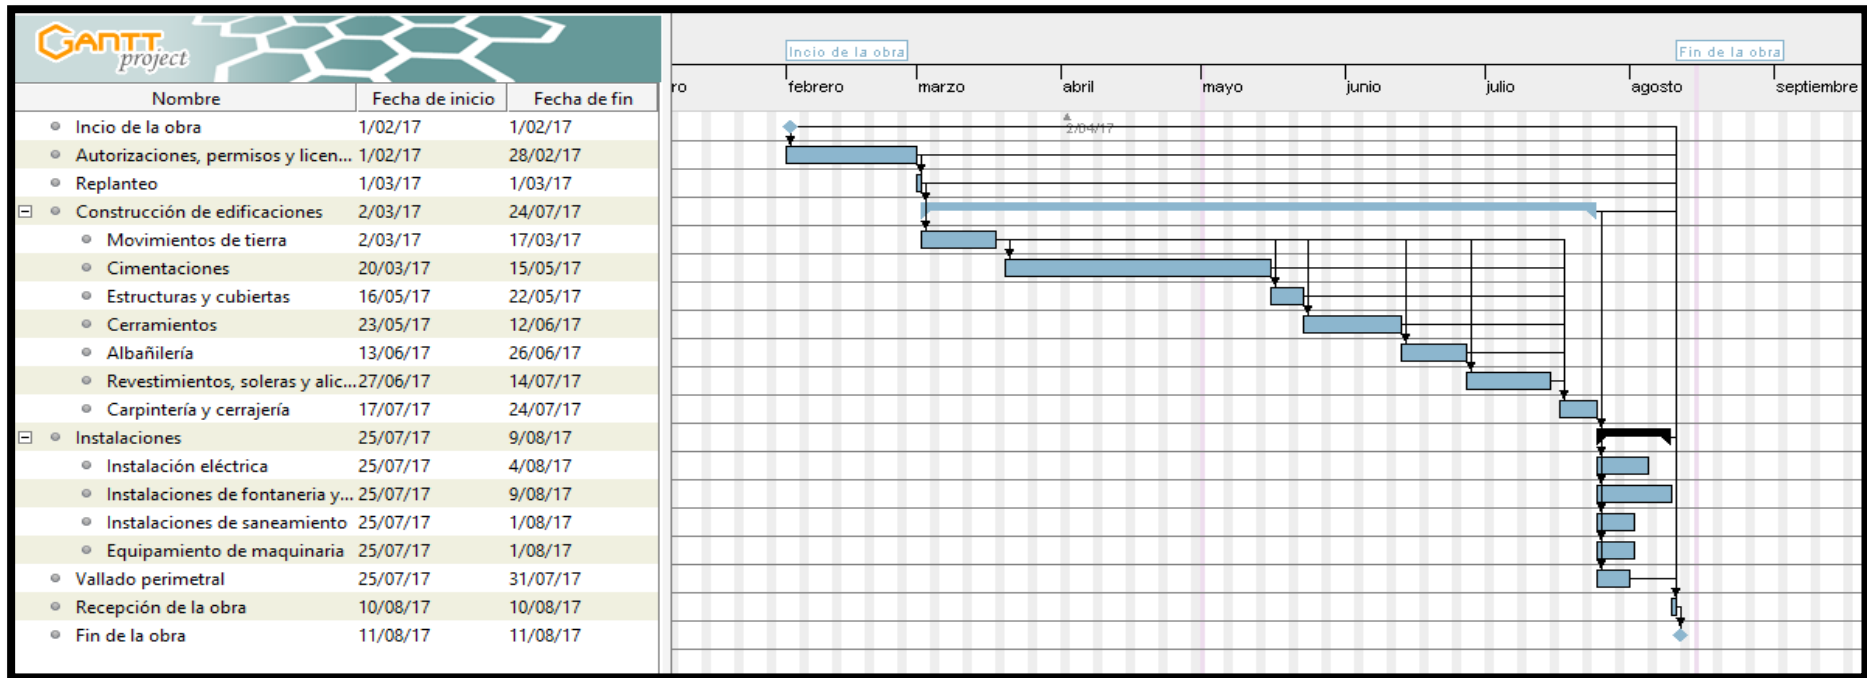 GANTT
project
Incio de la obra Fin de la obra
ro febrero marzo abril mayo junio julio agosto septiembre
Nombre Fecha de inicio Fecha de fin
2/04/17
Incio de la obra 1/02/17 1/02/17
Autorizaciones, permisos y licen... 1/02/17 28/02/17
Replanteo 1/03/17 1/03/17
Construcción de edificaciones 2/03/17 24/07/17
Movimientos de tierra 2/03/17 17/03/17
Cimentaciones 20/03/17 15/05/17
Estructuras y cubiertas 16/05/17 22/05/17
Cerramientos 23/05/17 12/06/17
Albañilería 13/06/17 26/06/17
Revestimientos, soleras y alic... 27/06/17 14/07/17
Carpintería y cerrajería 17/07/17 24/07/17
Instalaciones 25/07/17 9/08/17
Instalación eléctrica 25/07/17 4/08/17
Instalaciones de fontaneria y... 25/07/17 9/08/17
Instalaciones de saneamiento 25/07/17 1/08/17
Equipamiento de maquinaria 25/07/17 1/08/17
Vallado perimetral 25/07/17 31/07/17
Recepción de la obra 10/08/17 10/08/17
Fin de la obra 11/08/17 11/08/17